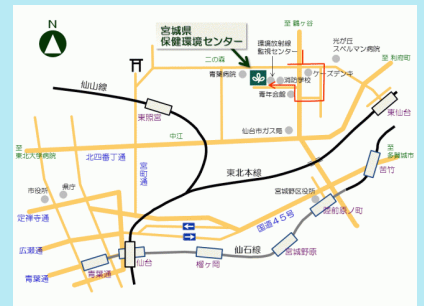 N
宮城県
保健環境センター
至 鶴ヶ谷
二の森
環境放射線
監視センター
光が丘
スペルマン病院
至 利府町
青葉病院
消防学校
ケーズデンキ
青年会館
仙山線
東照宮
東仙台
中江
仙台市ガス局
至
東北大学病院
北四番丁通
宮町通
東北本線
至
多賀城市
苦竹
市役所
県庁
宮城野区役所
陸前原ノ町
定禅寺通
国道45号
広瀬通
仙台
仙石線
宮城野原
青葉通
青葉通
榴ヶ岡